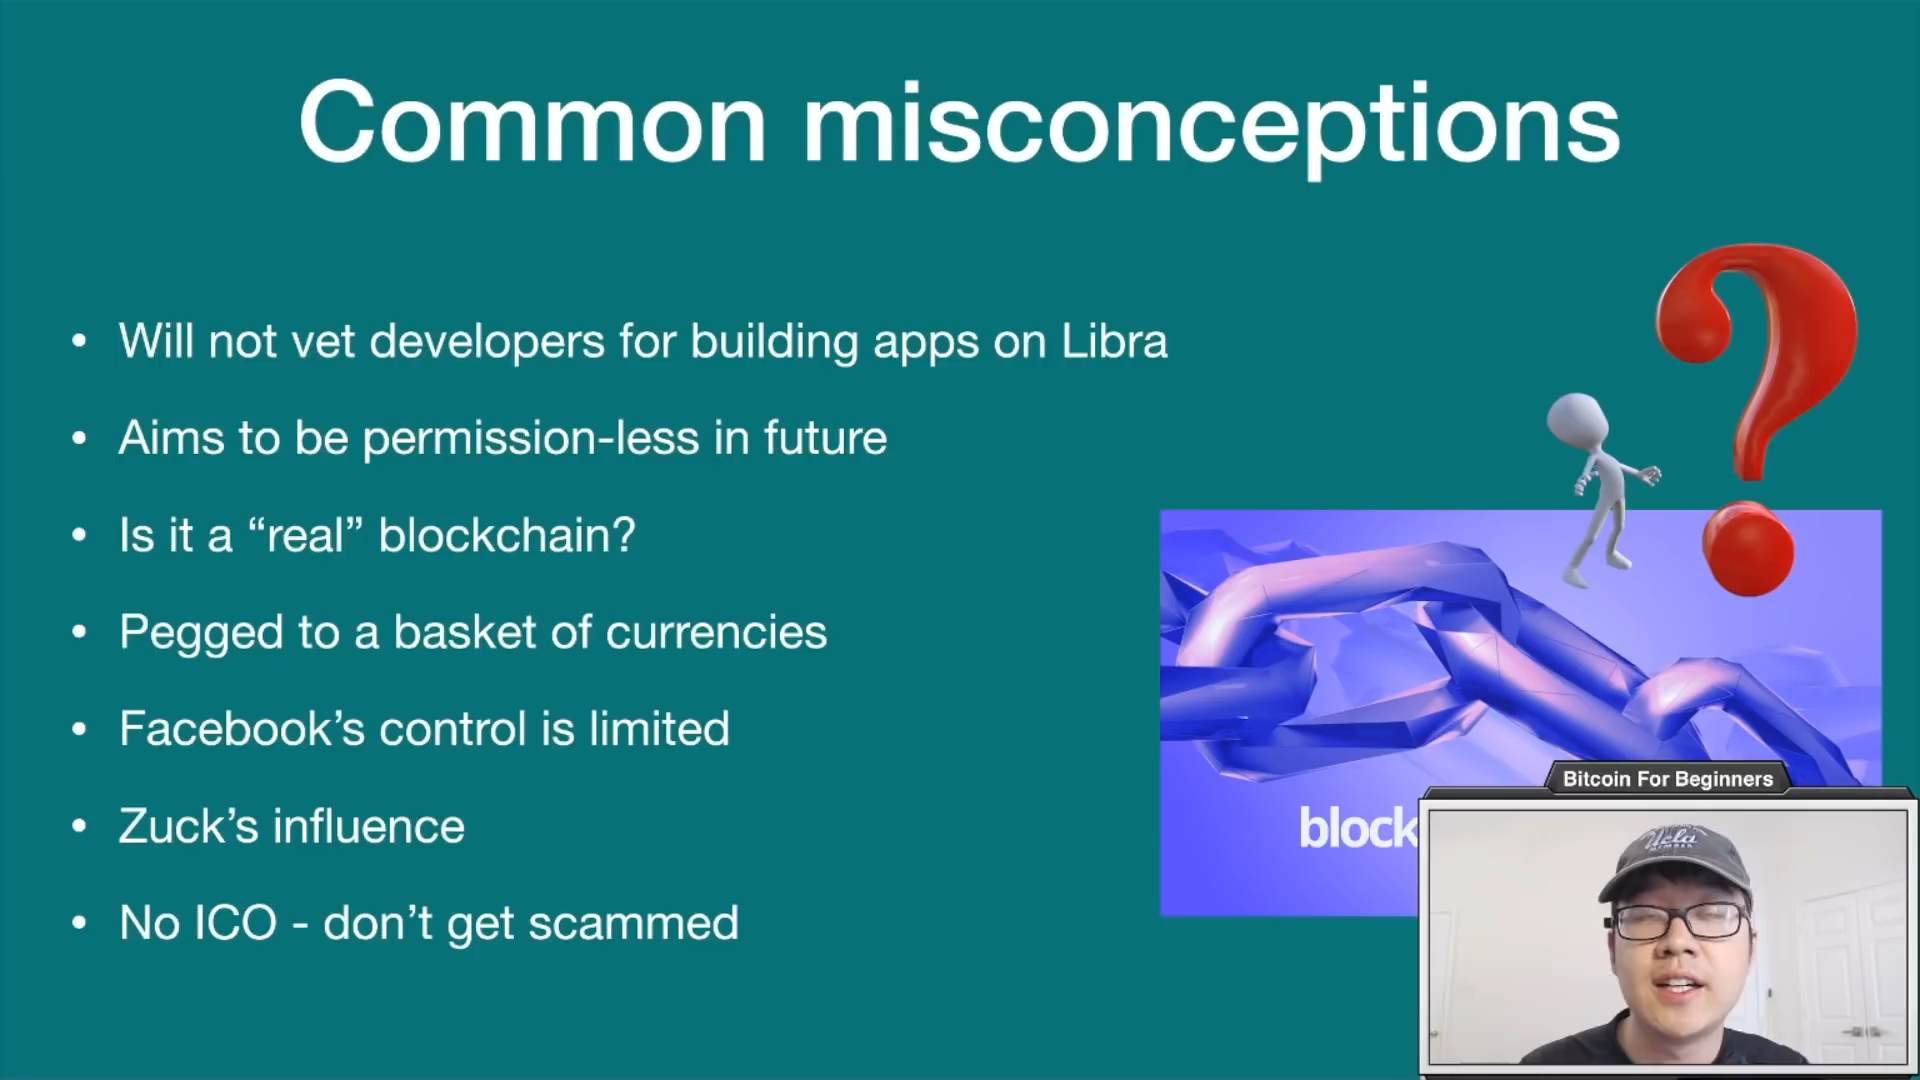 Common misconceptions
• Will not vet developers for building apps on Libra
• Aims to be permission-less in future
• Is it a “real” blockchain?
• Pegged to a basket of currencies
• Facebook’s control is limited
• Zuck’s influence
• No ICO - don’t get scammed
block
Bitcoin For Beginners
Ucla